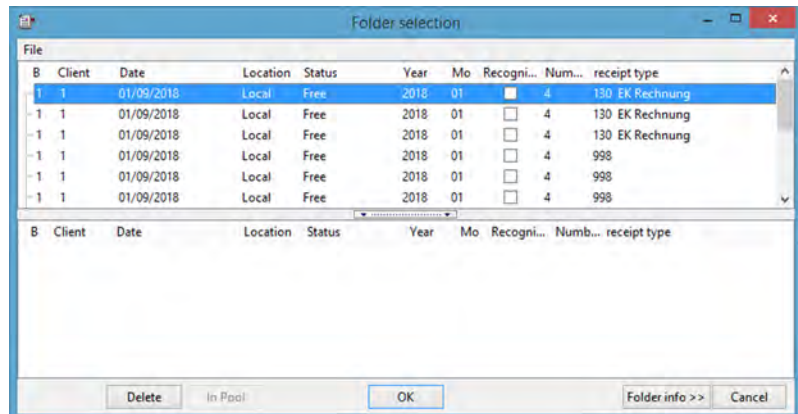 Folder selection
File
B Client Date Location Status Year Mo Recogni... Num... receipt type
1 1 01/09/2018 Local Free 2018 01 4 130 EK Rechnung
1 1 01/09/2018 Local Free 2018 01 4 130 EK Rechnung
1 1 01/09/2018 Local Free 2018 01 4 130 EK Rechnung
1 1 01/09/2018 Local Free 2018 01 4 998
1 1 01/09/2018 Local Free 2018 01 4 998
1 1 01/09/2018 Local Free 2018 01 4 998
B Client Date Location Status Year Mo Recogni... Numb... receipt type
Delete In Pool OK Folder info >> Cancel